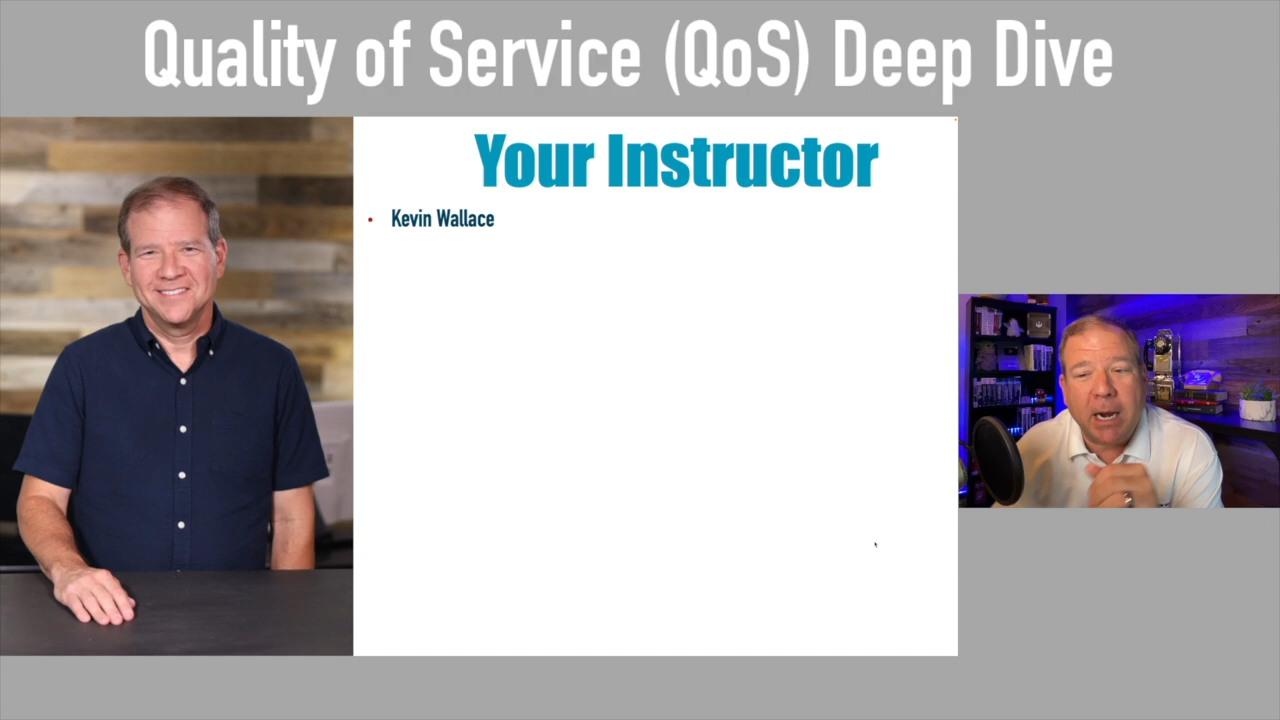 Quality of Service (QoS) Deep Dive
Your Instructor
• Kevin Wallace